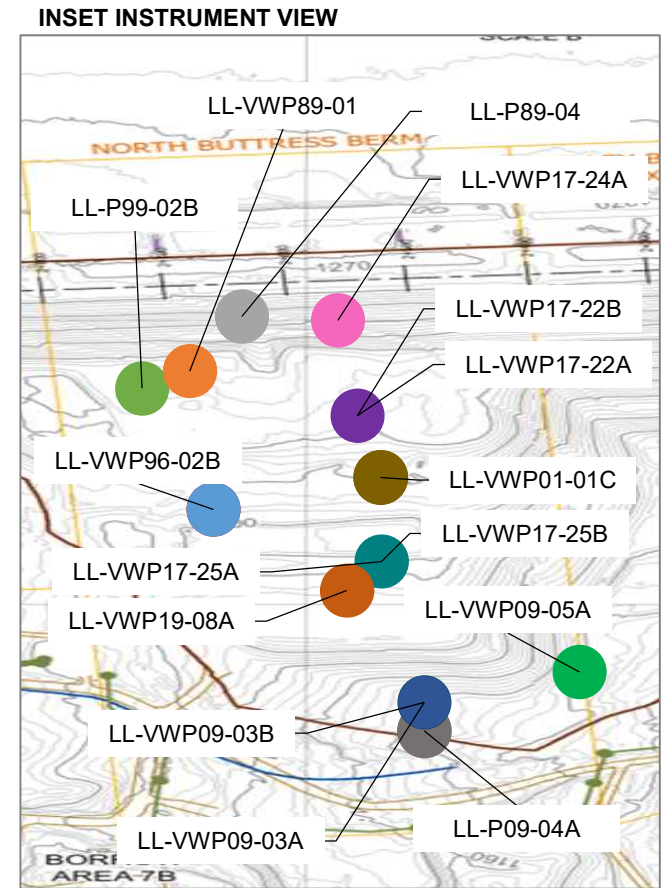 INSET INSTRUMENT VIEW
SCALE B
LL-VWP89-01
LL-P89-04
NORTH BUTTRESS BERM
LL-VWP17-24A
LL-P99-02B
1270
LL-VWP17-22B
LL-VWP17-22A
LL-VWP96-02B
LL-VWP01-01C
LL-VWP17-25B
LL-VWP17-25A
LL-VWP19-08A
LL-VWP09-05A
LL-VWP09-03B
LL-VWP09-03A
LL-P09-04A
1160
AREA-7B